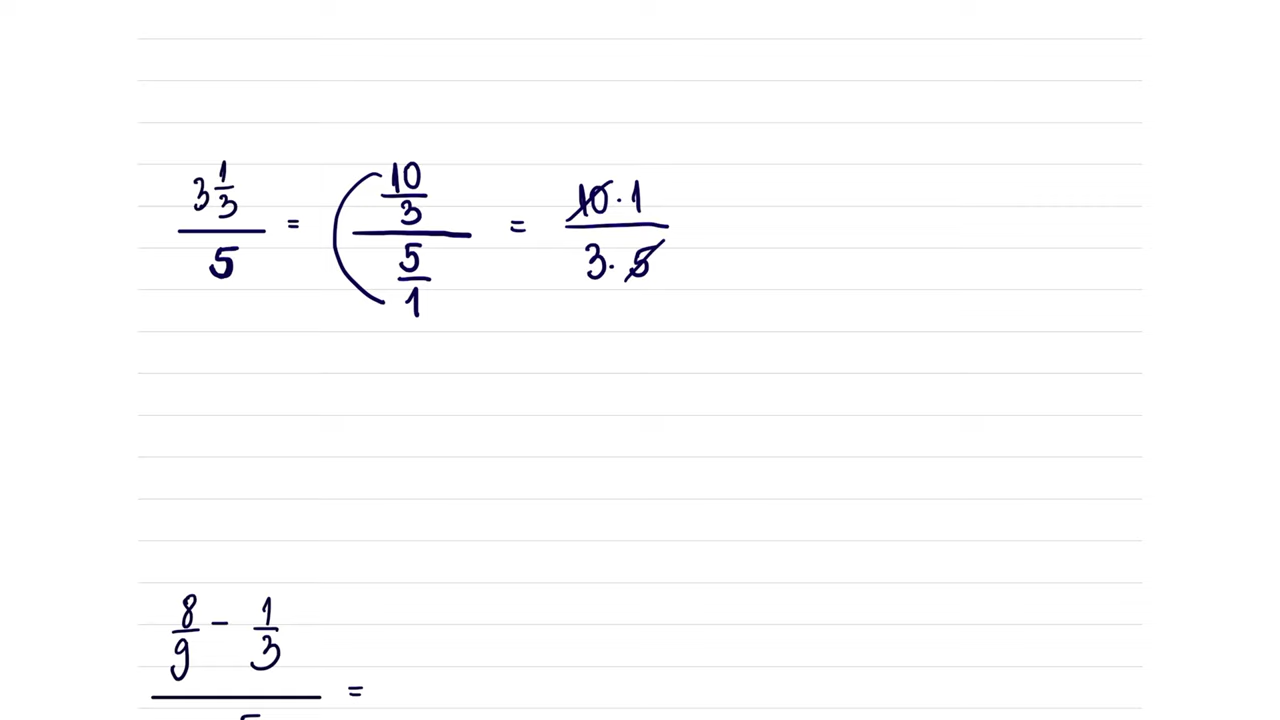 3 1/3 / 5 = 10/3 / 5/1 = 10 · 1 / 3 · 5
8/9 - 1/3 =